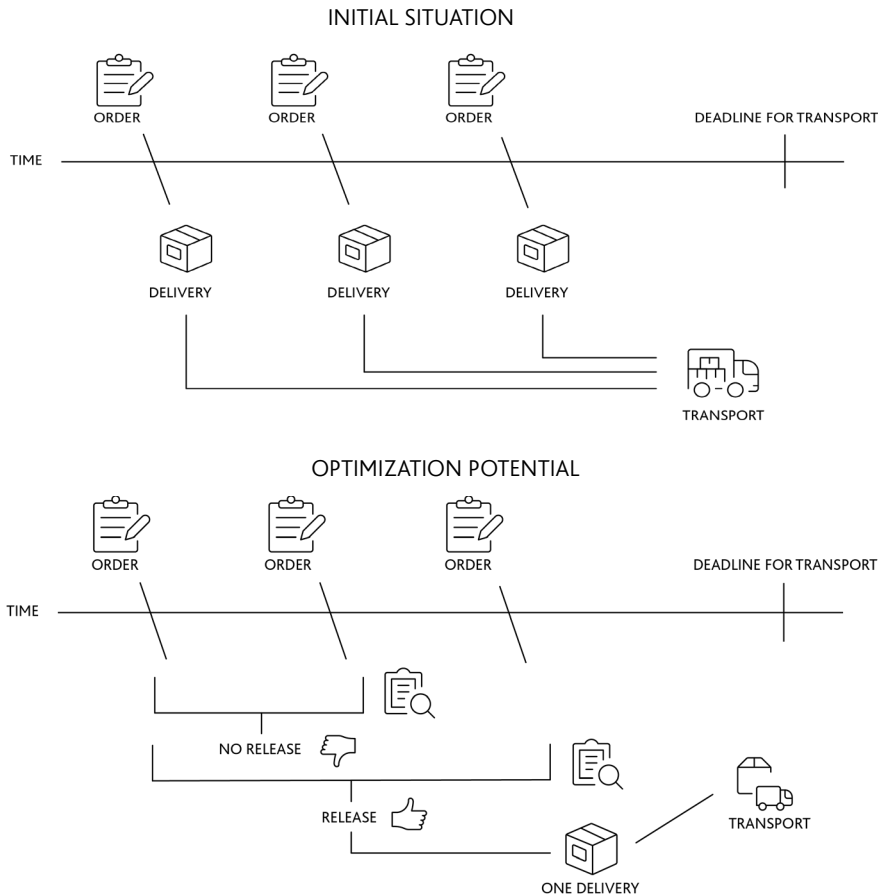 INITIAL SITUATION
ORDER
ORDER
ORDER
DEADLINE FOR TRANSPORT
TIME
DELIVERY
DELIVERY
DELIVERY
TRANSPORT
OPTIMIZATION POTENTIAL
ORDER
ORDER
ORDER
DEADLINE FOR TRANSPORT
TIME
NO RELEASE
RELEASE
TRANSPORT
ONE DELIVERY